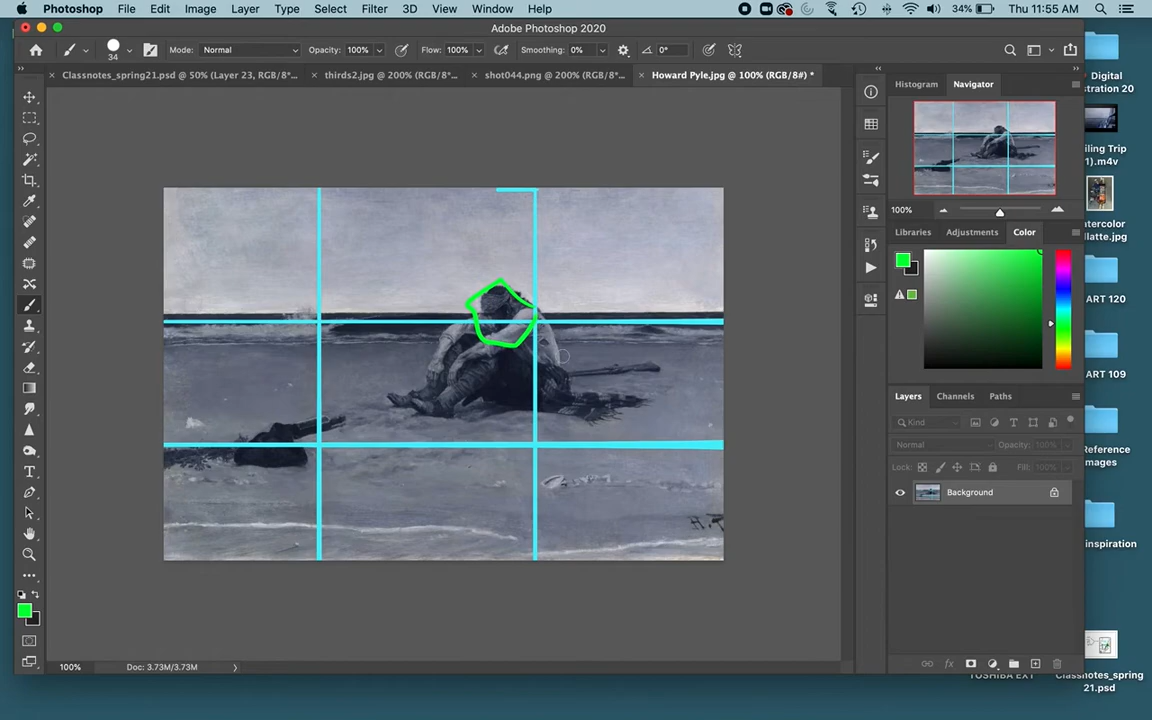 Photoshop File Edit Image Layer Type Select Filter 3D View Window Help 34% Thu 11:55 AM
Adobe Photoshop 2020
34 Mode: Normal Opacity: 100% Flow: 100% Smoothing: 0% 0°
Classnotes_spring21.psd @ 50% (Layer 23, RGB/8*... thirds2.jpg @ 200% (RGB/8*... shot044.png @ 200% (RGB/8*... Howard Pyle.jpg @ 100% (RGB/8#) *
Histogram Navigator
100%
Libraries Adjustments Color
Layers Channels Paths
Kind
Normal Opacity: 100%
Lock: Fill: 100%
Background
100% Doc: 3.73M/3.73M
Digital
stration 20
iling Trip
1).m4v
atercolor
llatte.jpg
ART 120
ART 109
Reference
mages
inspiration
TOSHIBA EXT
Classnotes_spring
21.psd